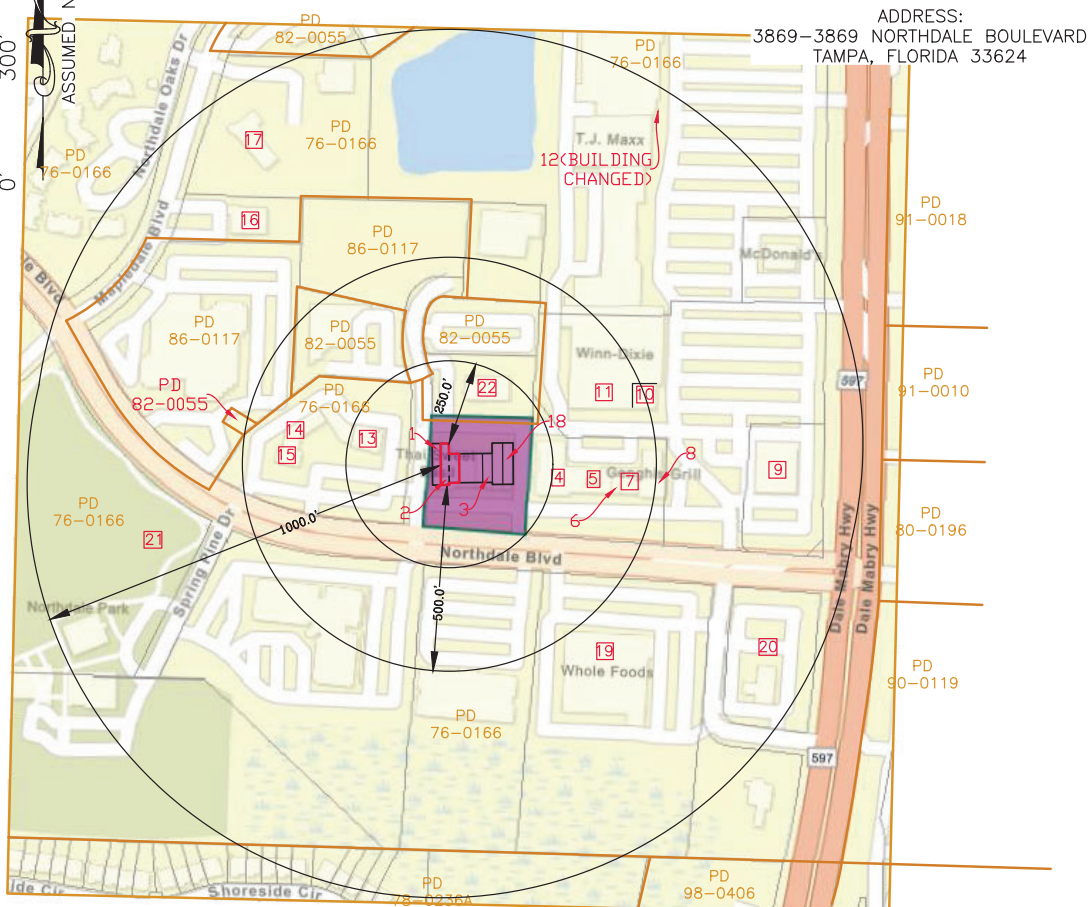 ADDRESS:
3869-3869 NORTHDALE BOULEVARD
TAMPA, FLORIDA 33624
300'
0'
ASSUMED N
PD
82-0055
PD
76-0166
Northdale Oaks Dr
17
PD
76-0166
PD
76-0166
T.J. Maxx
12(BUILDING
CHANGED)
16
PD
91-0018
PD
86-0117
McDonald's
Mapledale Blvd
le Blvd
PD
86-0117
PD
82-0055
PD
82-0055
Winn-Dixie
597
PD
91-0010
PD
82-0055
PD
76-0166
250.0'
22
11
10
14
13
15
1
18
Thai Sweet
2
3
4
5
7
Genghis Grill
8
6
9
PD
76-0166
21
1000.0'
Spring Pine Dr
Northdale Blvd
PD
80-0196
Dale Mabry Hwy
Dale Mabry Hwy
Northdale Park
500.0'
19
Whole Foods
20
PD
90-0119
PD
76-0166
597
ide Cir
Shoreside Cir
PD
78-0236A
PD
98-0406